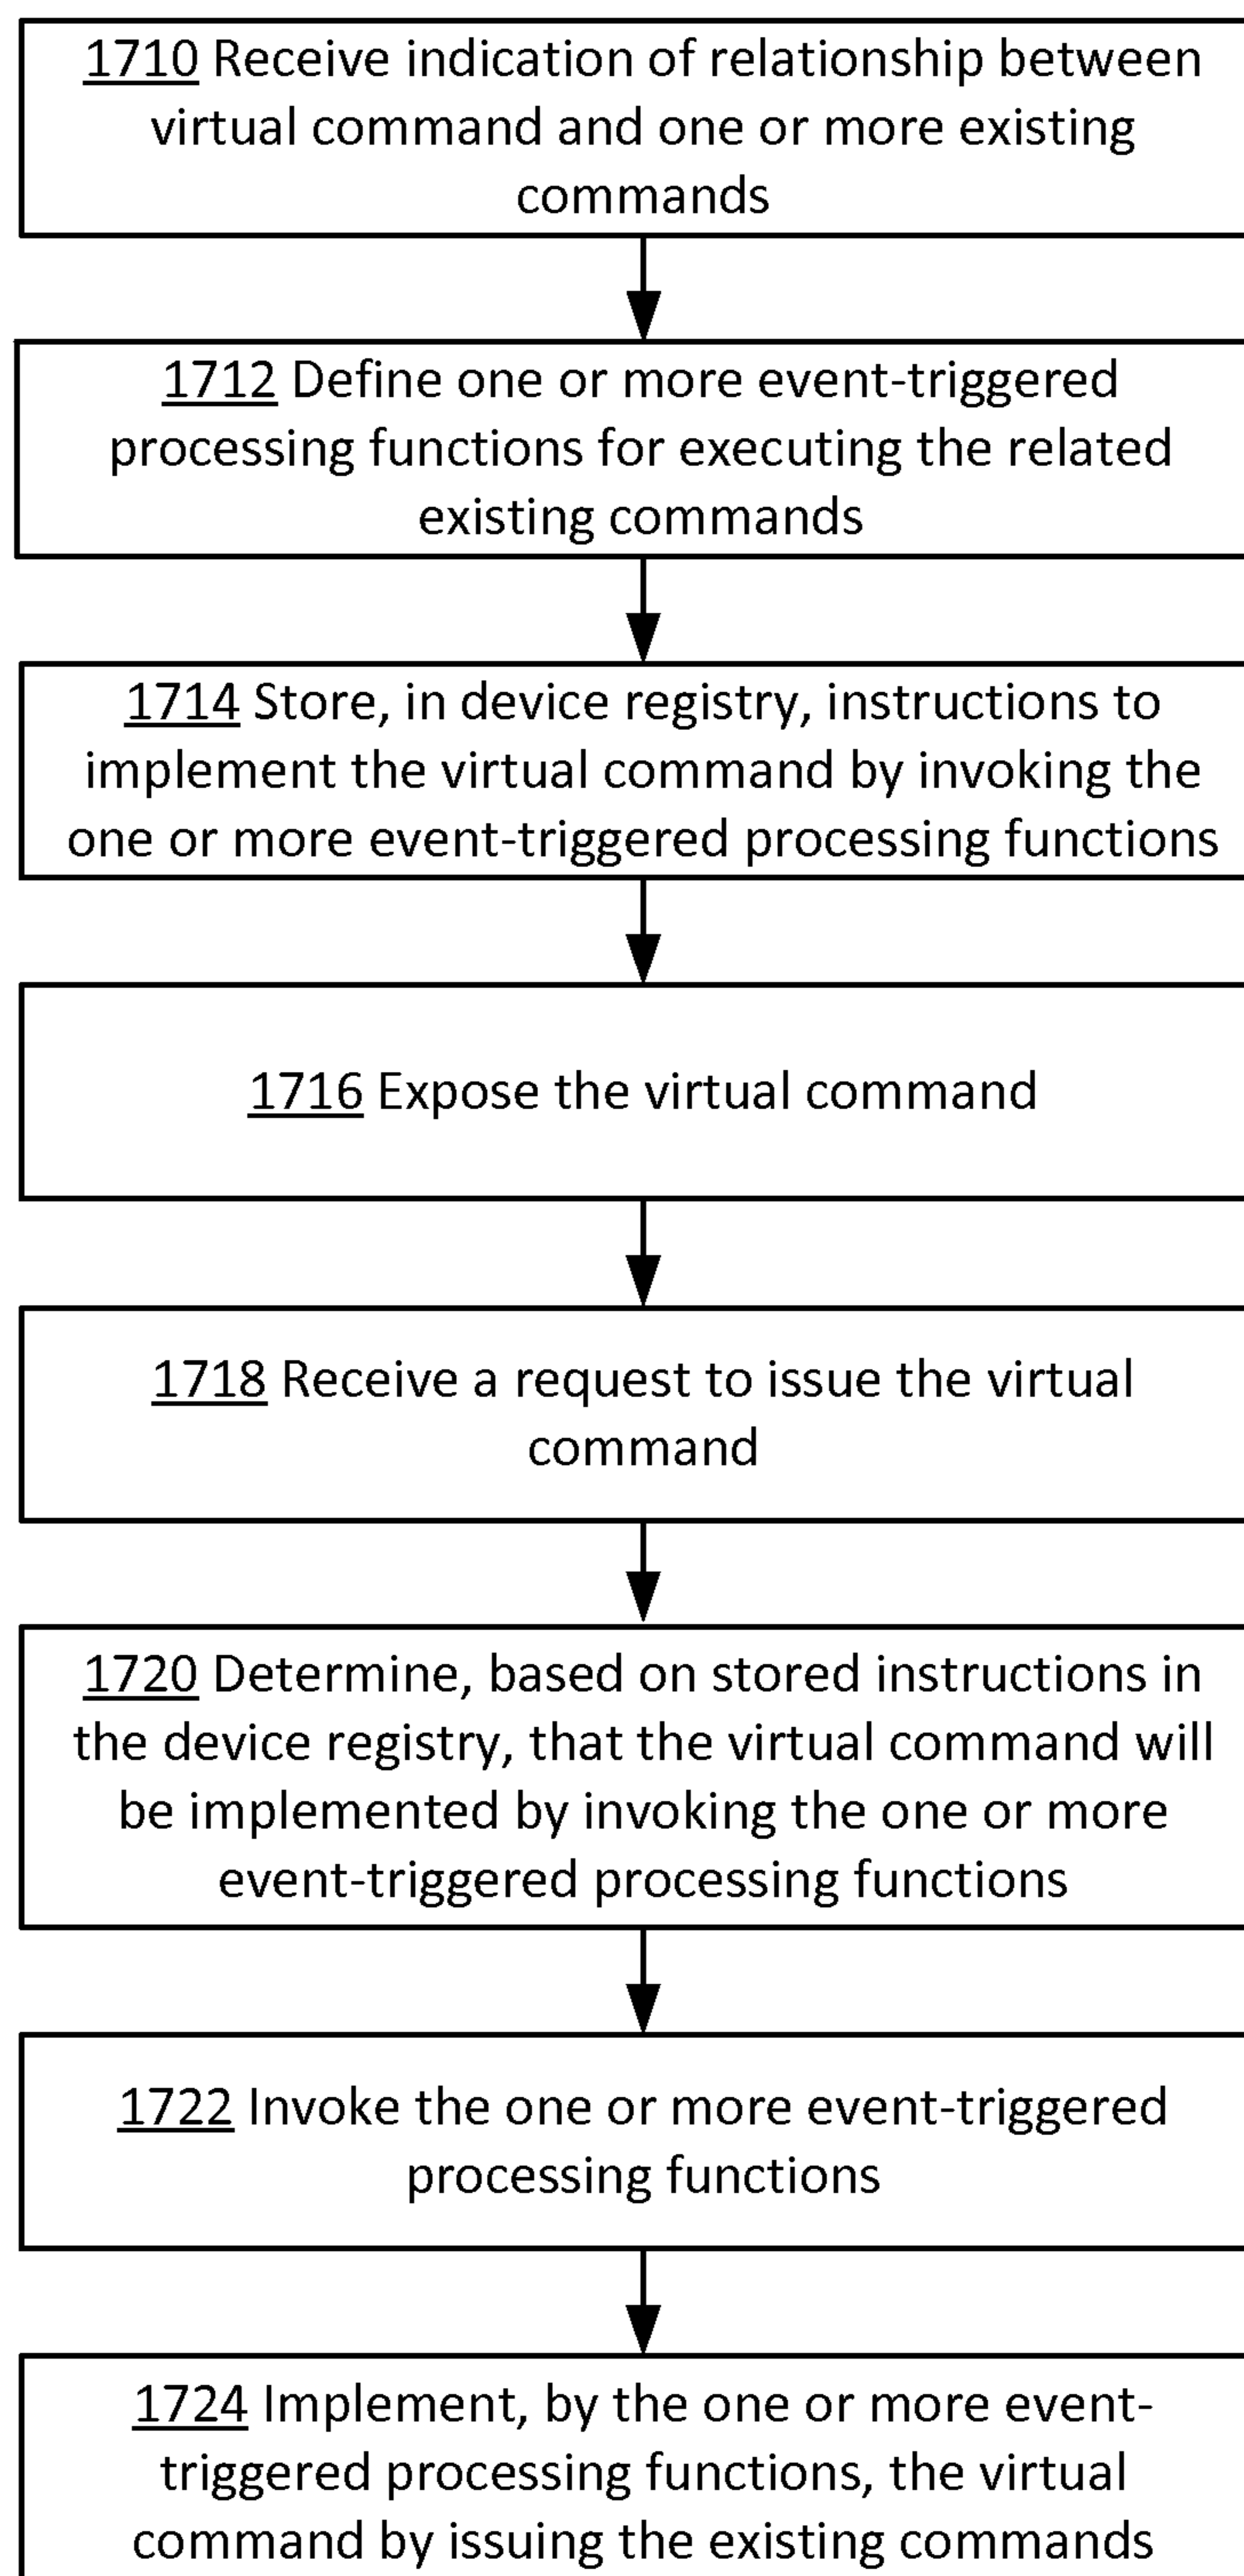 1710 Receive indication of relationship between
virtual command and one or more existing
commands
1712 Define one or more event-triggered
processing functions for executing the related
existing commands
1714 Store, in device registry, instructions to
implement the virtual command by invoking the
one or more event-triggered processing functions
1716 Expose the virtual command
1718 Receive a request to issue the virtual
command
1720 Determine, based on stored instructions in
the device registry, that the virtual command will
be implemented by invoking the one or more
event-triggered processing functions
1722 Invoke the one or more event-triggered
processing functions
1724 Implement, by the one or more event-
triggered processing functions, the virtual
command by issuing the existing commands